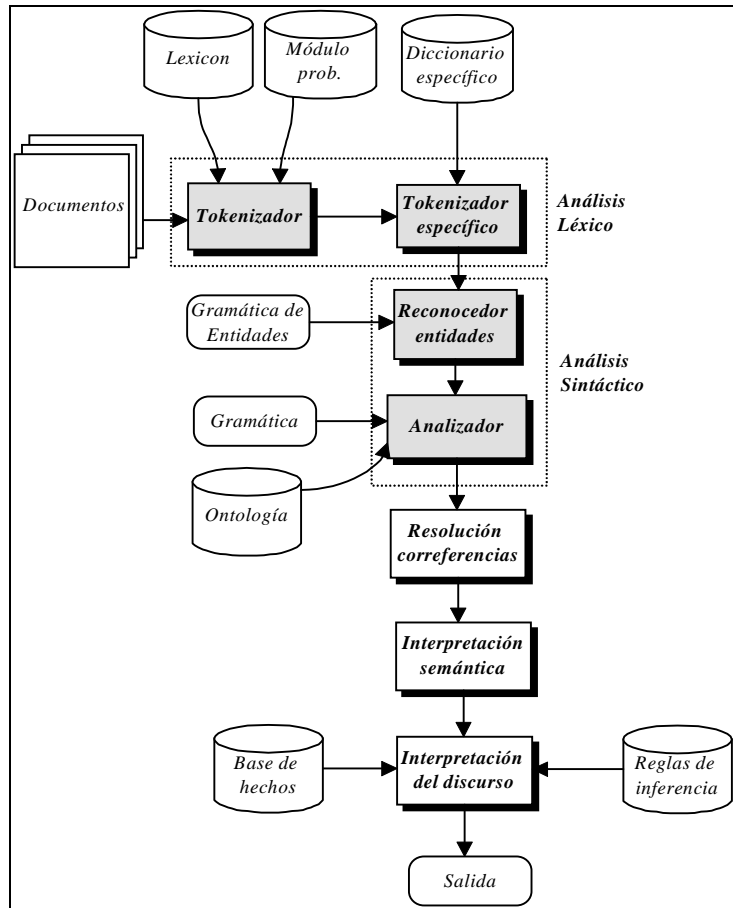 Lexicon
Módulo
prob.
Diccionario
específico
Documentos
Tokenizador
Tokenizador
específico
Análisis
Léxico
Gramática de
Entidades
Reconocedor
entidades
Análisis
Sintáctico
Gramática
Analizador
Ontología
Resolución
correferencias
Interpretación
semántica
Base de
hechos
Interpretación
del discurso
Reglas de
inferencia
Salida